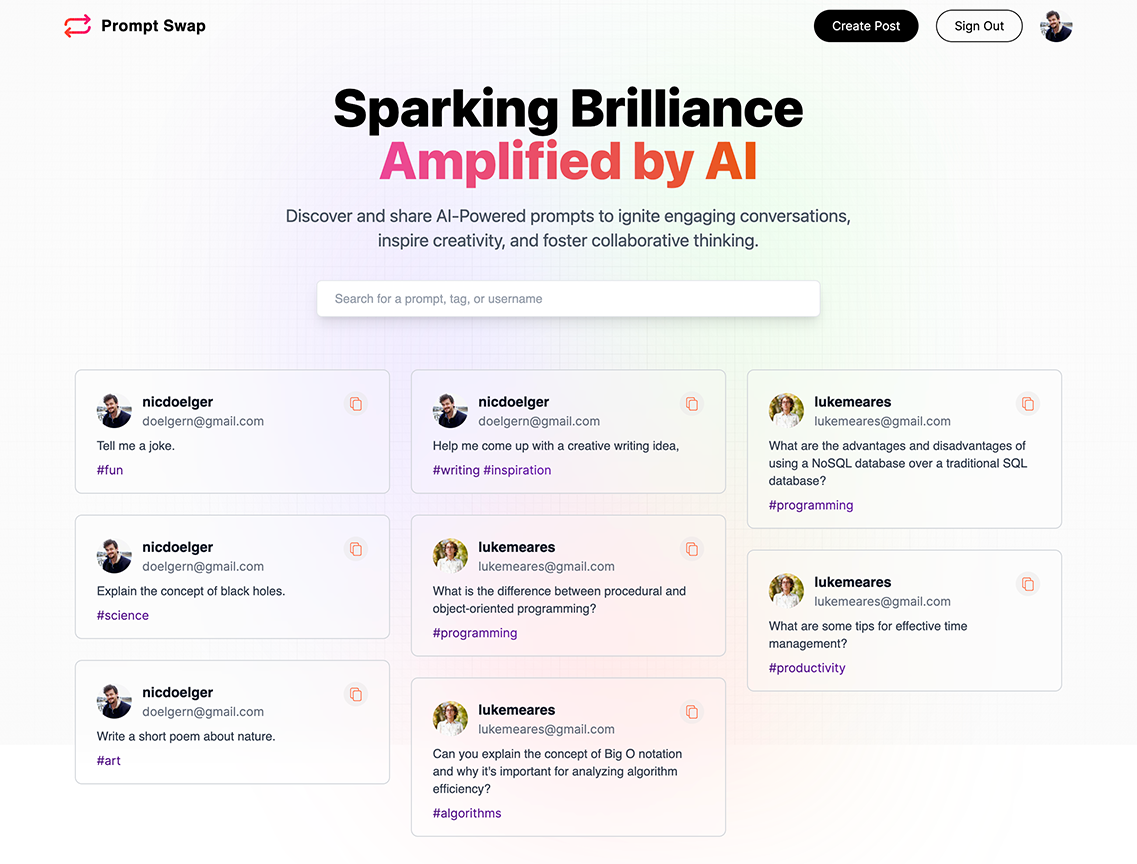 Prompt Swap
Create Post
Sign Out
Sparking Brilliance
Amplified by AI
Discover and share AI-Powered prompts to ignite engaging conversations,
inspire creativity, and foster collaborative thinking.
Search for a prompt, tag, or username
nicdoelger
doelgern@gmail.com
Tell me a joke.
#fun
nicdoelger
doelgern@gmail.com
Explain the concept of black holes.
#science
nicdoelger
doelgern@gmail.com
Write a short poem about nature.
#art
nicdoelger
doelgern@gmail.com
Help me come up with a creative writing idea,
#writing #inspiration
lukemeares
lukemeares@gmail.com
What is the difference between procedural and
object-oriented programming?
#programming
lukemeares
lukemeares@gmail.com
Can you explain the concept of Big O notation
and why it's important for analyzing algorithm
efficiency?
#algorithms
lukemeares
lukemeares@gmail.com
What are the advantages and disadvantages of
using a NoSQL database over a traditional SQL
database?
#programming
lukemeares
lukemeares@gmail.com
What are some tips for effective time
management?
#productivity